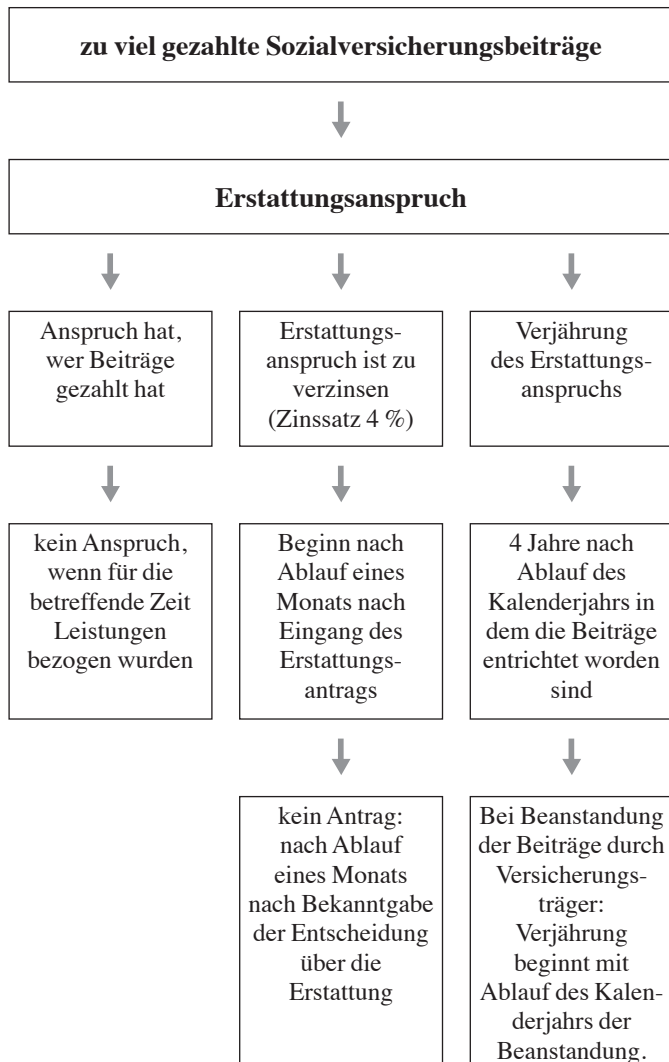 zu viel gezahlte Sozialversicherungsbeiträge
Erstattungsanspruch
Anspruch hat,
wer Beiträge
gezahlt hat
Erstattungs-
anspruch ist zu
verzinsen
(Zinssatz 4 %)
Verjährung
des Erstattungs-
anspruchs
kein Anspruch,
wenn für die
betreffende Zeit
Leistungen
bezogen wurden
Beginn nach
Ablauf eines
Monats nach
Eingang des
Erstattungs-
antrags
4 Jahre nach
Ablauf des
Kalenderjahrs in
dem die Beiträge
entrichtet worden
sind
kein Antrag:
nach Ablauf
eines Monats
nach Bekanntgabe
der Entscheidung
über die
Erstattung
Bei Beanstandung
der Beiträge durch
Versicherungs-
träger:
Verjährung
beginnt mit
Ablauf des Kalen-
derjahrs der
Beanstandung.